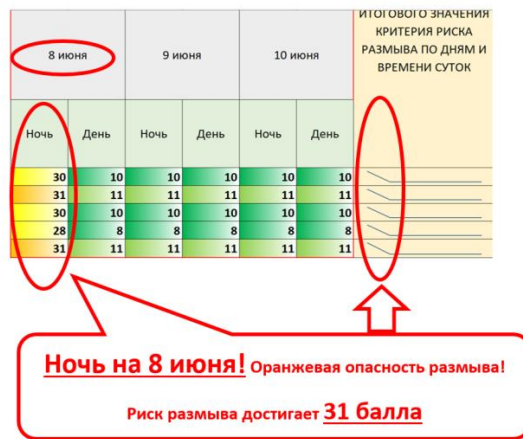 ИТОГОВОГО ЗНАЧЕНИЯ
КРИТЕРИЯ РИСКА
РАЗМЫВА ПО ДНЯМ И
ВРЕМЕНИ СУТОК
8 июня 9 июня 10 июня
Ночь День Ночь День Ночь День
30 10 10 10 10 10
31 11 11 11 11 11
30 10 10 10 10 10
28 8 8 8 8 8
31 11 11 11 11 11
Ночь на 8 июня! Оранжевая опасность размыва!
Риск размыва достигает 31 балла